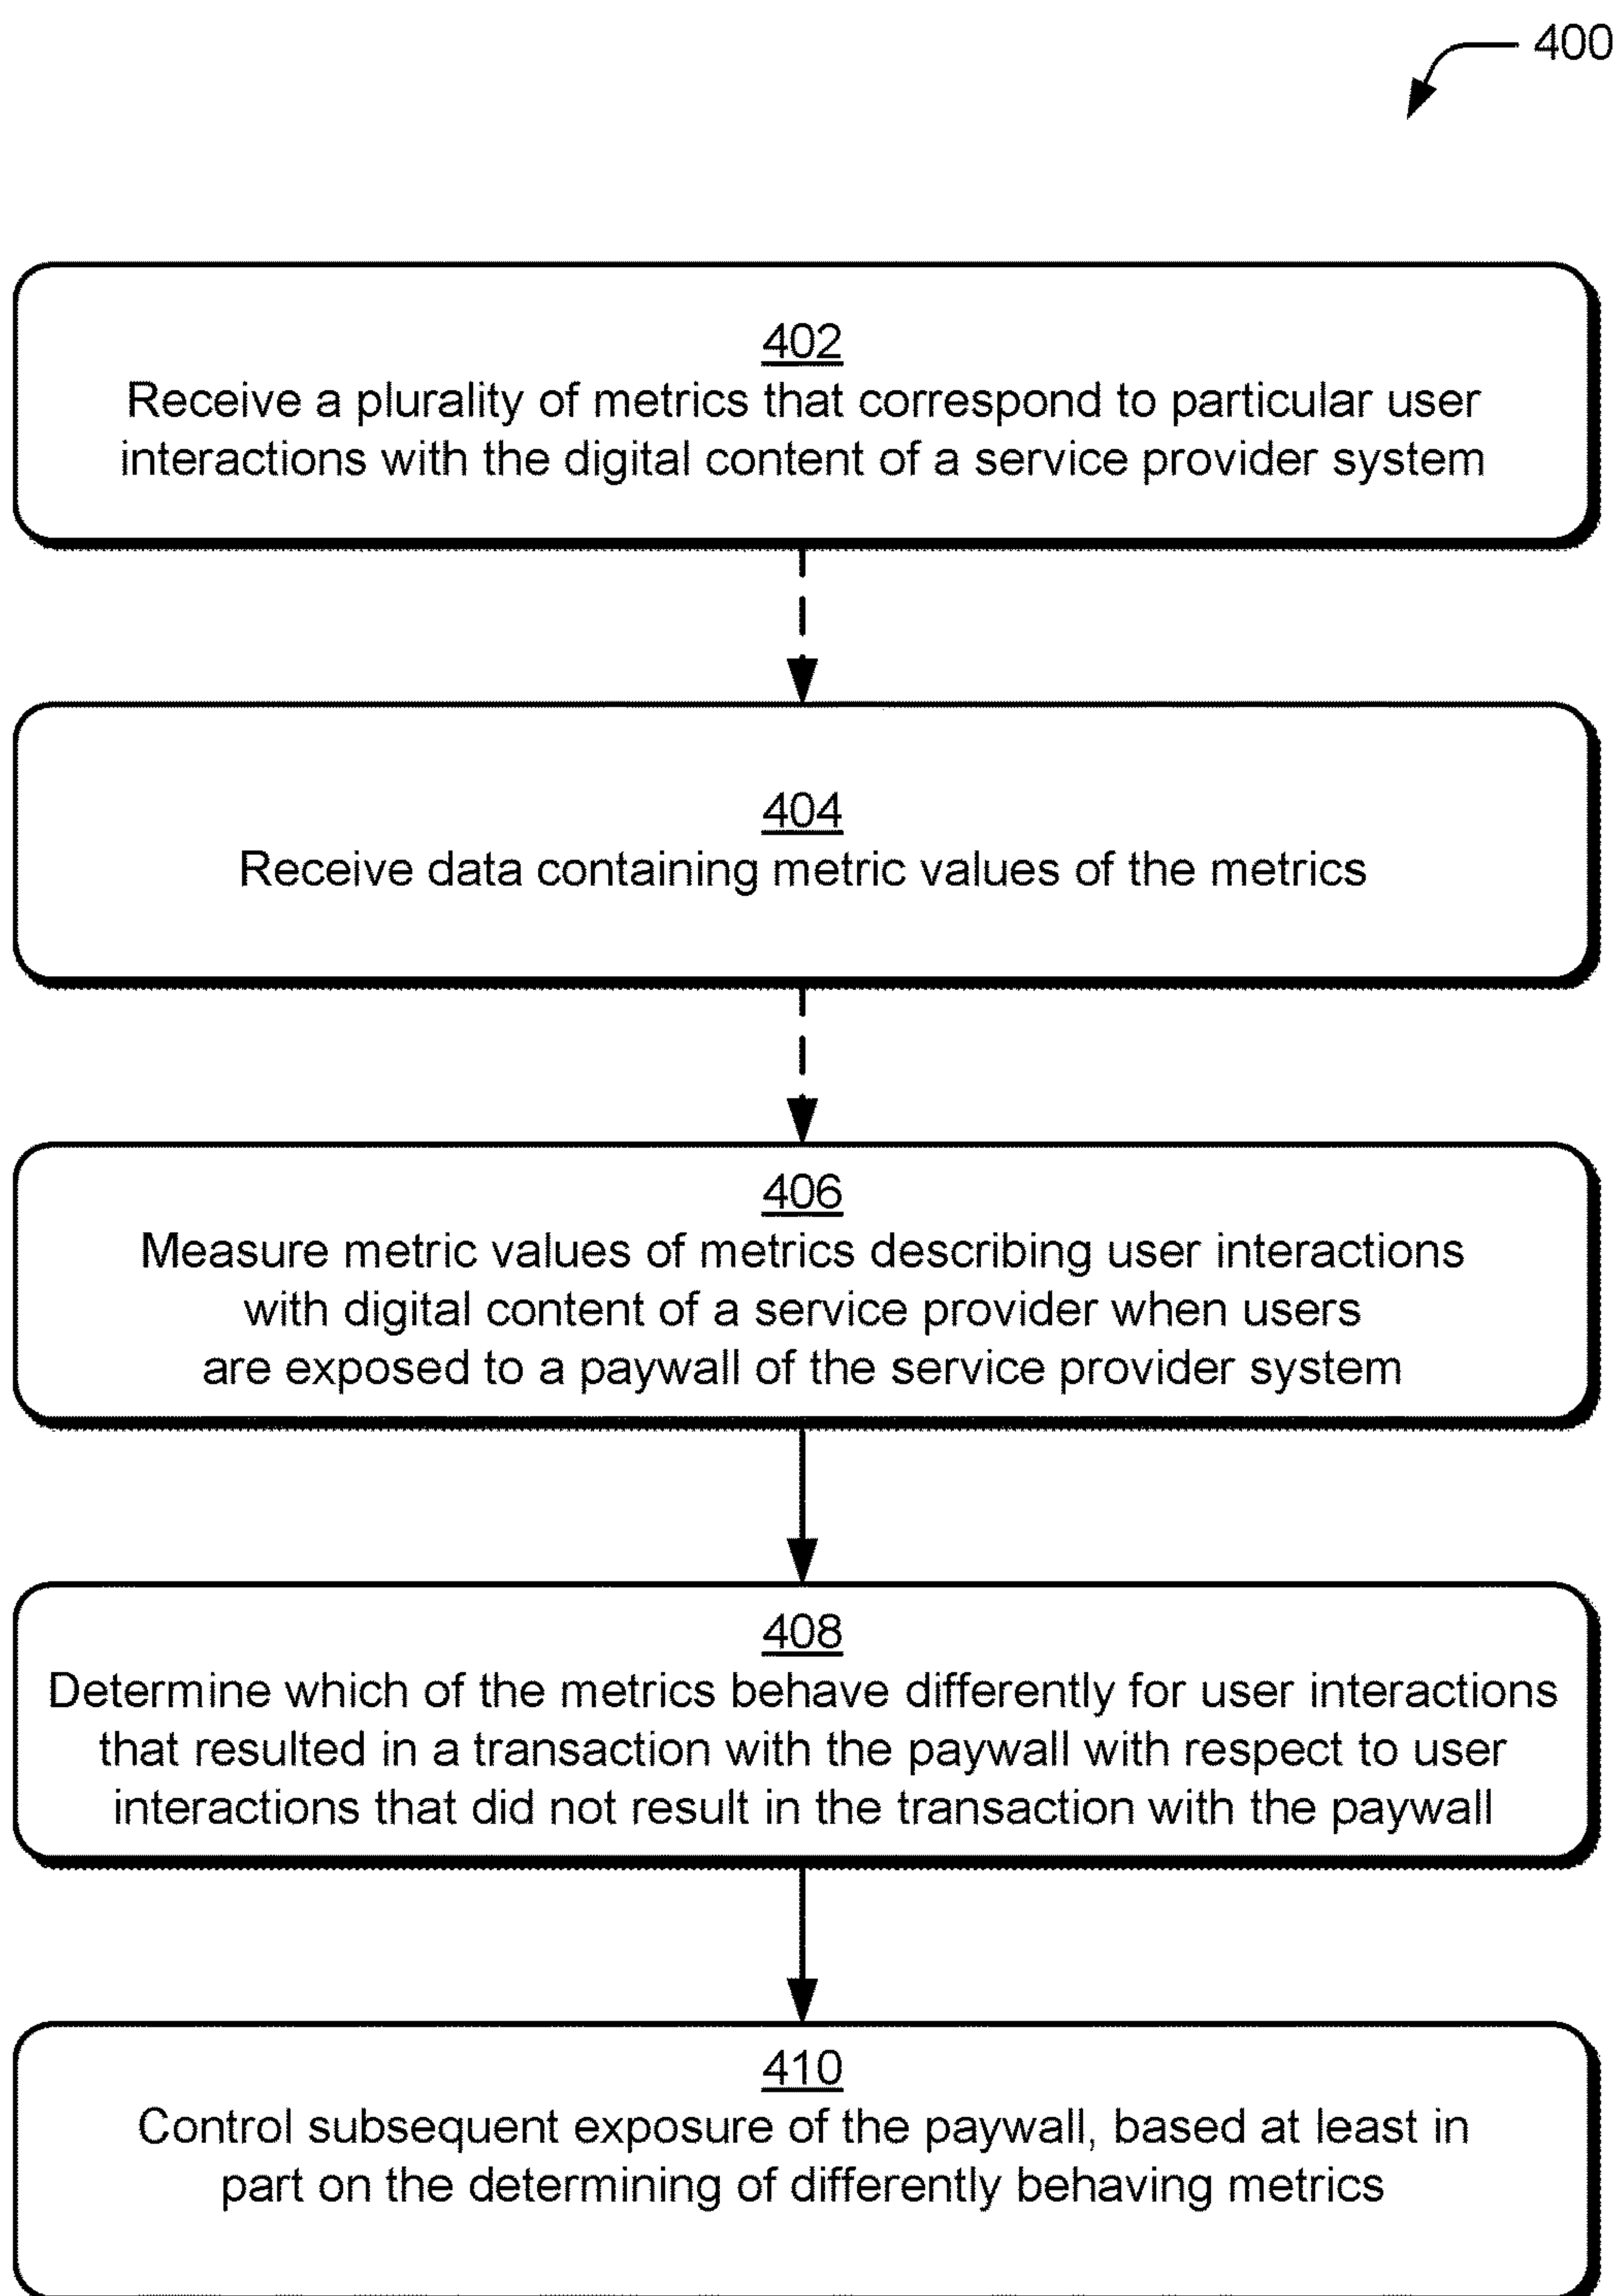 400
402
Receive a plurality of metrics that correspond to particular user
interactions with the digital content of a service provider system
404
Receive data containing metric values of the metrics
406
Measure metric values of metrics describing user interactions
with digital content of a service provider when users
are exposed to a paywall of the service provider system
408
Determine which of the metrics behave differently for user interactions
that resulted in a transaction with the paywall with respect to user
interactions that did not result in the transaction with the paywall
410
Control subsequent exposure of the paywall, based at least in
part on the determining of differently behaving metrics